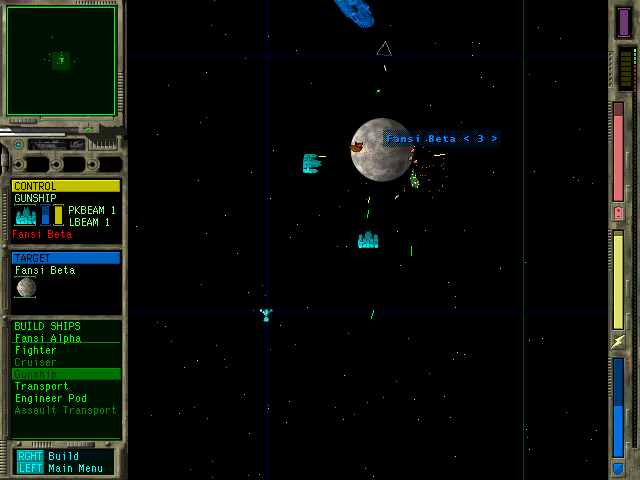 Fansi Beta < 3 >
CONTROL
GUNSHIP
PKBEAM 1
LBEAM 1
Fansi Beta
TARGET
Fansi Beta
BUILD SHIPS
Fansi Alpha
Fighter
Cruiser
Gunship
Transport
Engineer Pod
Assault Transport
RGHT Build
LEFT Main Menu